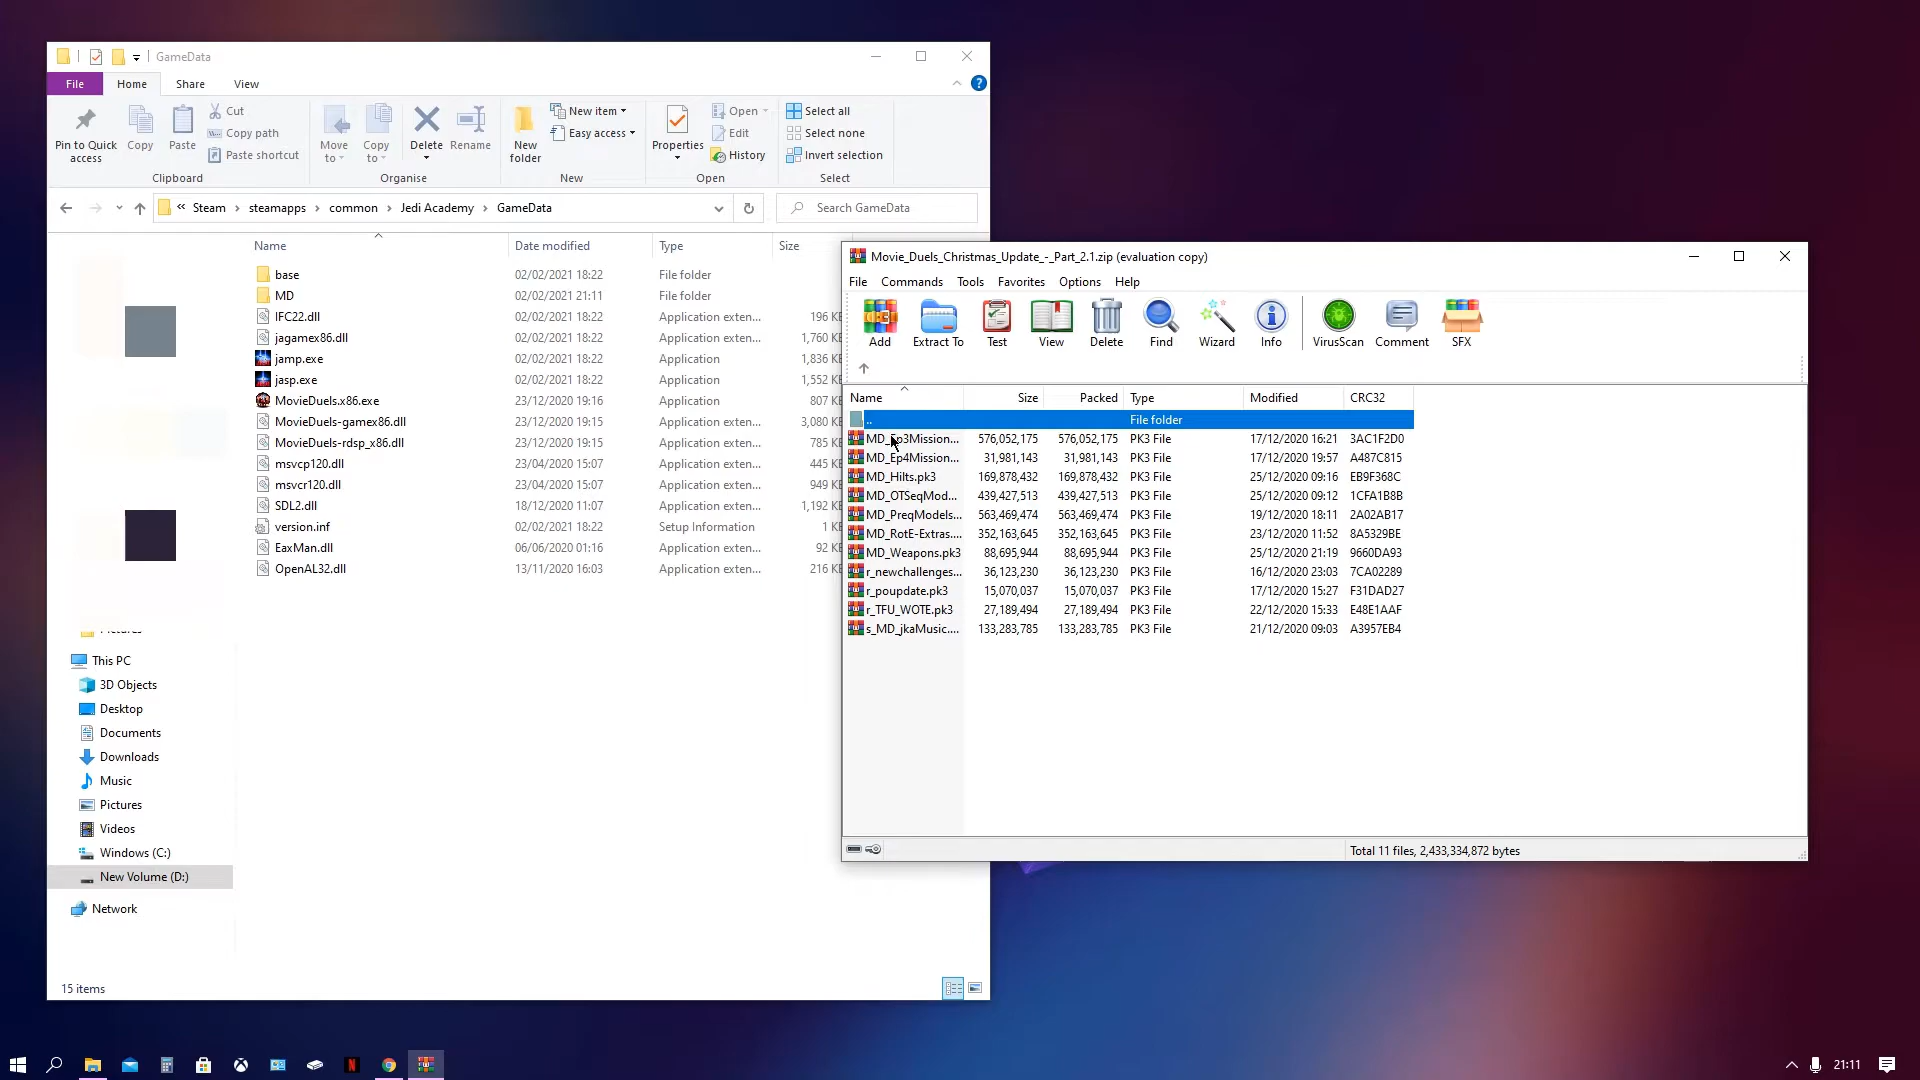 GameData
File Home Share View
Pin to Quick access
Copy
Paste
Cut
Copy path
Paste shortcut
Clipboard
Move to
Copy to
Delete
Rename
Organise
New folder
New item
Easy access
New
Properties
Open
Edit
History
Open
Select all
Select none
Invert selection
Select
« Steam › steamapps › common › Jedi Academy › GameData
Search GameData
Name Date modified Type Size
base 02/02/2021 18:22 File folder
MD 02/02/2021 21:11 File folder
IFC22.dll 02/02/2021 18:22 Application exten... 196 KB
jagamex86.dll 02/02/2021 18:22 Application exten... 1,760 KB
jamp.exe 02/02/2021 18:22 Application 1,836 KB
jasp.exe 02/02/2021 18:22 Application 1,552 KB
MovieDuels.x86.exe 23/12/2020 19:16 Application 807 KB
MovieDuels-gamex86.dll 23/12/2020 19:15 Application exten... 3,080 KB
MovieDuels-rdsp_x86.dll 23/12/2020 19:15 Application exten... 785 KB
msvcp120.dll 23/04/2020 15:07 Application exten... 445 KB
msvcr120.dll 23/04/2020 15:07 Application exten... 949 KB
SDL2.dll 18/12/2020 11:07 Application exten... 1,192 KB
version.inf 02/02/2021 18:22 Setup Information 1 KB
EaxMan.dll 06/06/2020 01:16 Application exten... 92 KB
OpenAL32.dll 13/11/2020 16:03 Application exten... 216 KB
This PC
3D Objects
Desktop
Documents
Downloads
Music
Pictures
Videos
Windows (C:)
New Volume (D:)
Network
15 items
Movie_Duels_Christmas_Update_-_Part_2.1.zip (evaluation copy)
File Commands Tools Favorites Options Help
Add Extract To Test View Delete Find Wizard Info VirusScan Comment SFX
Name Size Packed Type Modified CRC32
.. File folder
MD_Ep3Mission... 576,052,175 576,052,175 PK3 File 17/12/2020 16:21 3AC1F2D0
MD_Ep4Mission... 31,981,143 31,981,143 PK3 File 17/12/2020 19:57 A487C815
MD_Hilts.pk3 169,878,432 169,878,432 PK3 File 25/12/2020 09:16 EB9F368C
MD_OTSeqMod... 439,427,513 439,427,513 PK3 File 25/12/2020 09:12 1CFA1B8B
MD_PreqModels... 563,469,474 563,469,474 PK3 File 19/12/2020 18:11 2A02AB17
MD_RotE-Extras.... 352,163,645 352,163,645 PK3 File 23/12/2020 11:52 8A5329BE
MD_Weapons.pk3 88,695,944 88,695,944 PK3 File 25/12/2020 21:19 9660DA93
r_newchallenges... 36,123,230 36,123,230 PK3 File 16/12/2020 23:03 7CA02289
r_poupdate.pk3 15,070,037 15,070,037 PK3 File 17/12/2020 15:27 F31DAD27
r_TFU_WOTE.pk3 27,189,494 27,189,494 PK3 File 22/12/2020 15:33 E48E1AAF
s_MD_jkaMusic.... 133,283,785 133,283,785 PK3 File 21/12/2020 09:03 A3957EB4
Total 11 files, 2,433,334,872 bytes
21:11